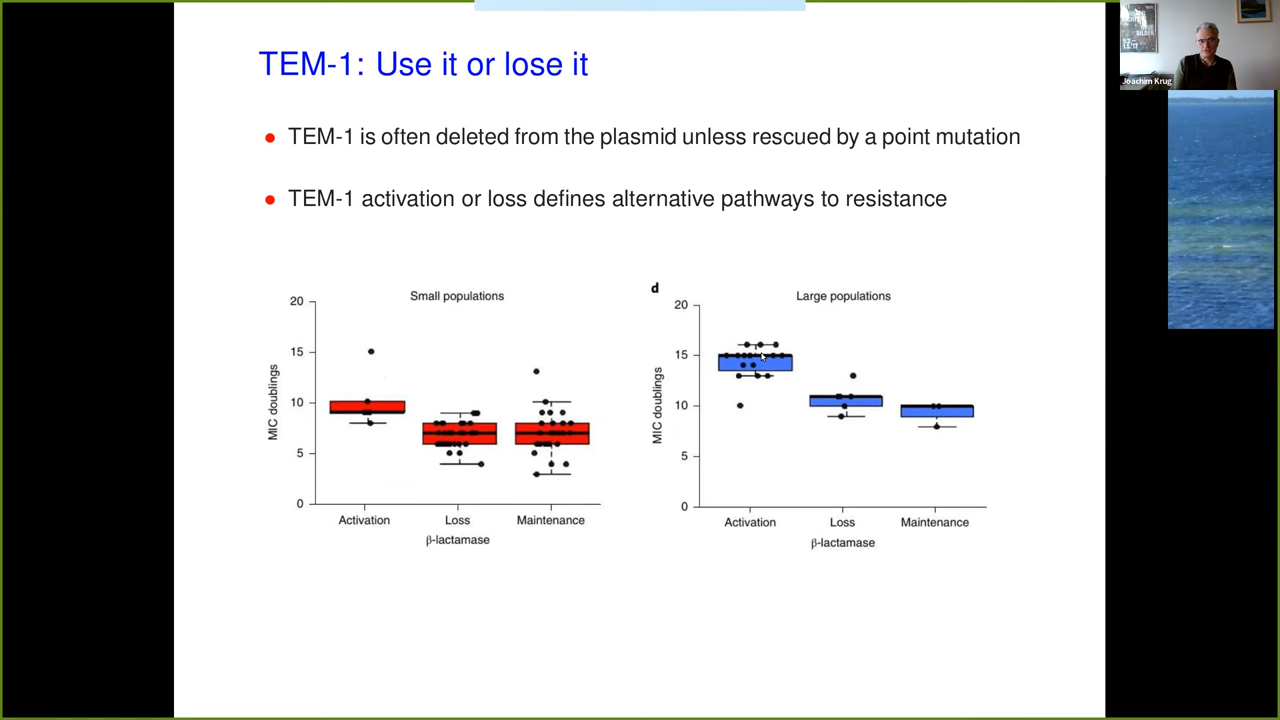 TEM-1: Use it or lose it
TEM-1 is often deleted from the plasmid unless rescued by a point mutation
TEM-1 activation or loss defines alternative pathways to resistance
Small populations
20
15
10
5
0
MIC doublings
Activation
Loss
Maintenance
β-lactamase
d
Large populations
20
15
10
5
0
MIC doublings
Activation
Loss
Maintenance
β-lactamase
Joachim Krug